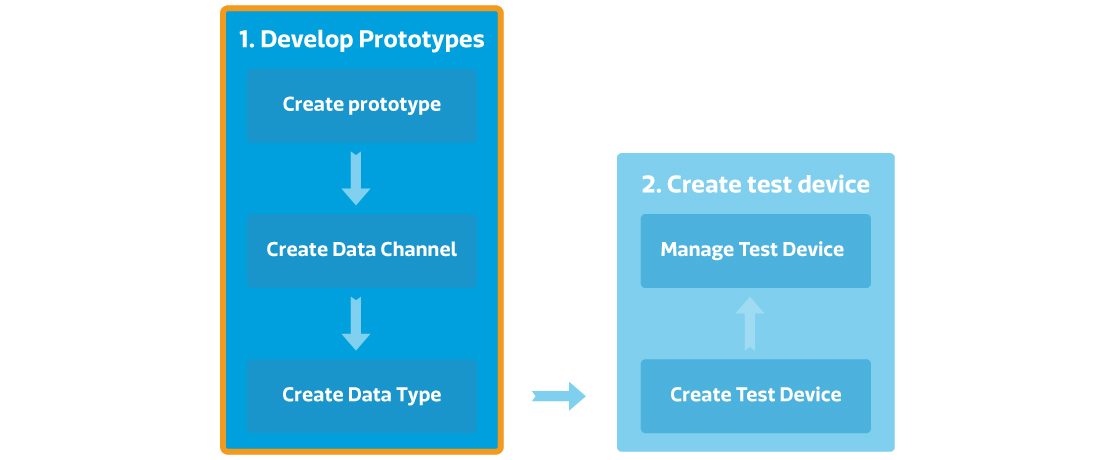 1. Develop Prototypes
Create prototype
Create Data Channel
Create Data Type
2. Create test device
Manage Test Device
Create Test Device